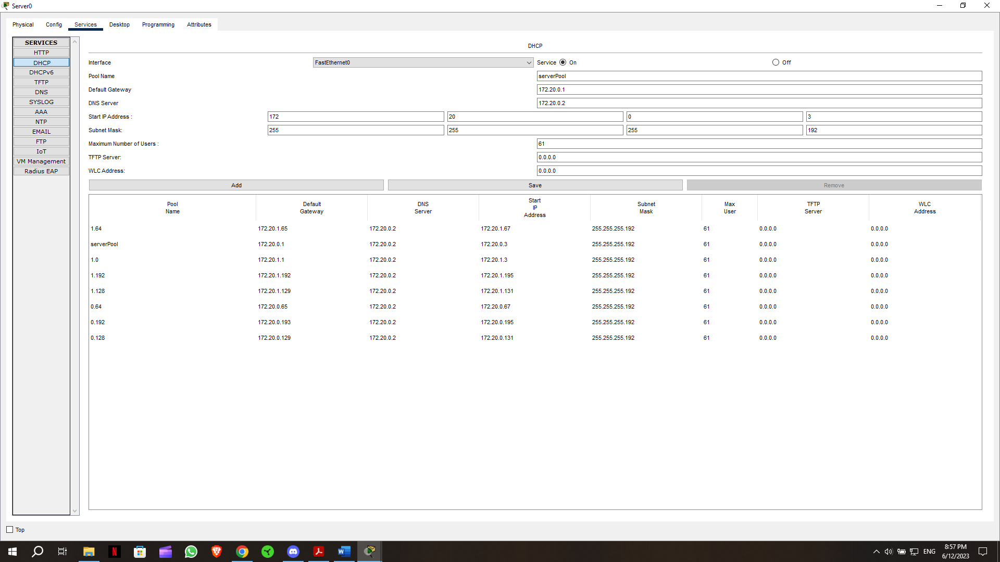 Server0
Physical Config Services Desktop Programming Attributes
SERVICES
HTTP
DHCP
DHCPv6
TFTP
DNS
SYSLOG
AAA
NTP
EMAIL
FTP
IoT
VM Management
Radius EAP
DHCP
Interface FastEthernet0 Service On Off
Pool Name serverPool
Default Gateway 172.20.0.1
DNS Server 172.20.0.2
Start IP Address : 172 20 0 3
Subnet Mask: 255 255 255 192
Maximum Number of Users : 61
TFTP Server: 0.0.0.0
WLC Address: 0.0.0.0
Add Save Remove
Pool Name Default Gateway DNS Server Start IP Address Subnet Mask Max User TFTP Server WLC Address
1.64 172.20.1.65 172.20.0.2 172.20.1.67 255.255.255.192 61 0.0.0.0 0.0.0.0
serverPool 172.20.0.1 172.20.0.2 172.20.0.3 255.255.255.192 61 0.0.0.0 0.0.0.0
1.0 172.20.1.1 172.20.0.2 172.20.1.3 255.255.255.192 61 0.0.0.0 0.0.0.0
1.192 172.20.1.192 172.20.0.2 172.20.1.195 255.255.255.192 61 0.0.0.0 0.0.0.0
1.128 172.20.1.129 172.20.0.2 172.20.1.131 255.255.255.192 61 0.0.0.0 0.0.0.0
0.64 172.20.0.65 172.20.0.2 172.20.0.67 255.255.255.192 61 0.0.0.0 0.0.0.0
0.192 172.20.0.193 172.20.0.2 172.20.0.195 255.255.255.192 61 0.0.0.0 0.0.0.0
0.128 172.20.0.129 172.20.0.2 172.20.0.131 255.255.255.192 61 0.0.0.0 0.0.0.0
Top
ENG
8:57 PM
6/12/2023